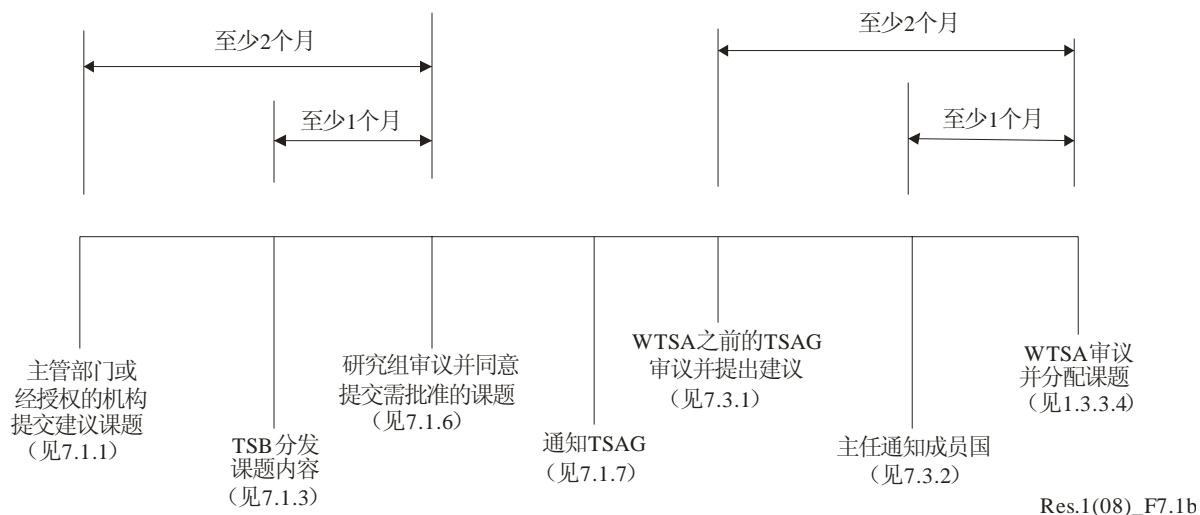 至少2个月
至少2个月
至少1个月
至少1个月
主管部门或
经授权的机构
提交建议课题
（见7.1.1）
TSB分发
课题内容
（见7.1.3）
研究组审议并同意
提交需批准的课题
（见7.1.6）
通知TSAG
（见7.1.7）
WTSA之前的TSAG
审议并提出建议
（见7.3.1）
主任通知成员国
（见7.3.2）
WTSA审议
并分配课题
（见1.3.3.4）
Res.1(08)_F7.1b